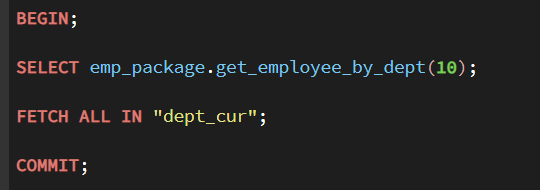 BEGIN;
SELECT emp_package.get_employee_by_dept(10);
FETCH ALL IN "dept_cur";
COMMIT;